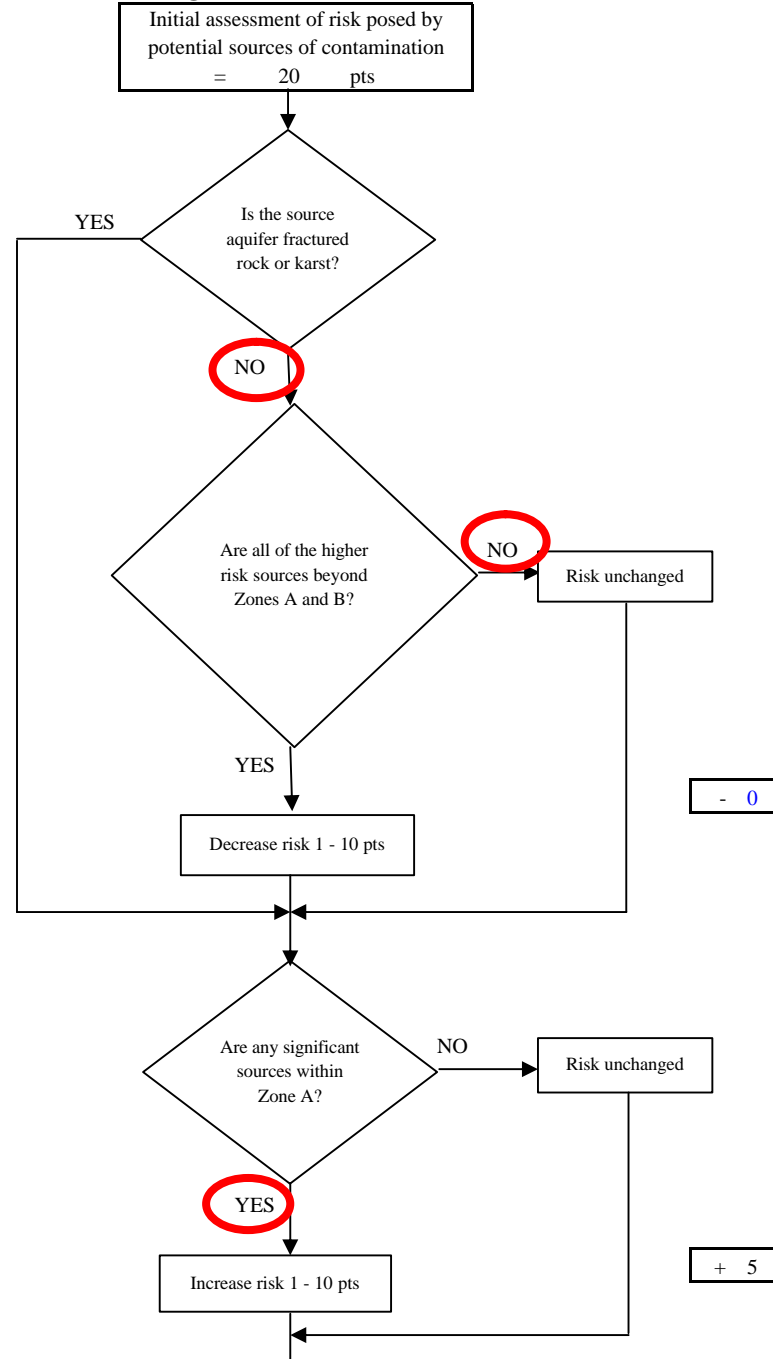 Initial assessment of risk posed by
potential sources of contamination
= 20 pts
YES
Is the source
aquifer fractured
rock or karst?
NO
Are all of the higher
risk sources beyond
Zones A and B?
NO
Risk unchanged
YES
- 0
Decrease risk 1 - 10 pts
Are any significant
sources within
Zone A?
NO
Risk unchanged
YES
+ 5
Increase risk 1 - 10 pts